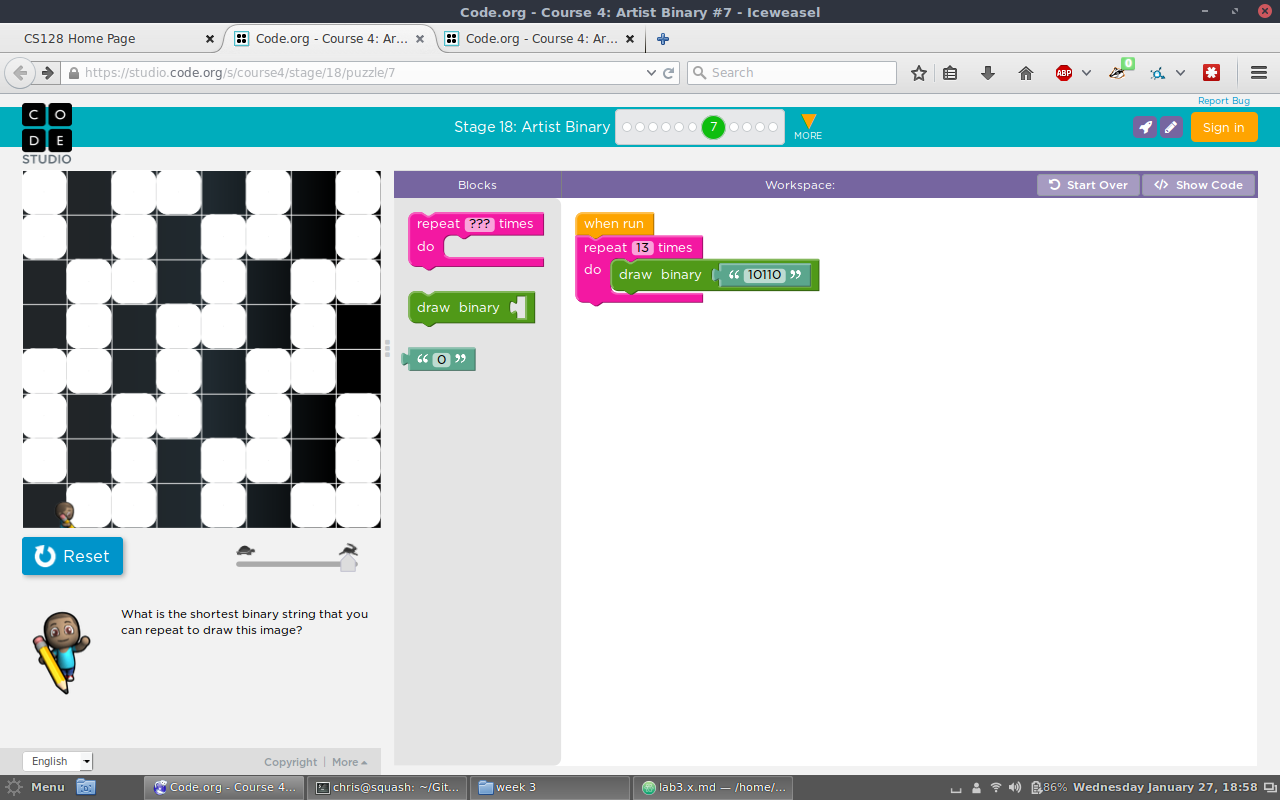 Code.org - Course 4: Artist Binary #7 - Iceweasel
CS128 Home Page
Code.org - Course 4: Ar...
Code.org - Course 4: Ar...
https://studio.code.org/s/course4/stage/18/puzzle/7
Search
ABP
0
Report Bug
C O
D E
STUDIO
Stage 18: Artist Binary
7
MORE
Sign in
Blocks
Workspace:
Start Over
</> Show Code
repeat ??? times
do
draw binary
“ 0 ”
when run
repeat 13 times
do
draw binary “ 10110 ”
Reset
What is the shortest binary string that you
can repeat to draw this image?
English
Copyright | More
Menu
Code.org - Course 4...
chris@squash: ~/Git...
week 3
lab3.x.md — /home/...
86%
Wednesday January 27, 18:58